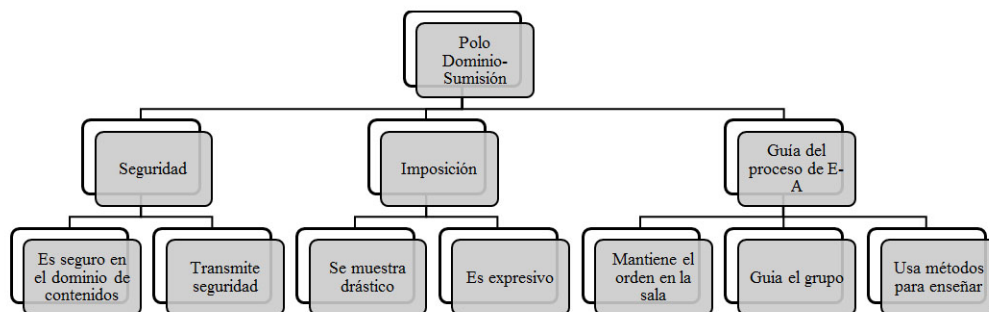 Polo
Dominio-
Sumisión
Seguridad
Imposición
Guía del
proceso de E-
A
Es seguro en
el dominio de
contenidos
Transmite
seguridad
Se muestra
drástico
Es expresivo
Mantiene el
orden en la
sala
Guia el grupo
Usa métodos
para enseñar